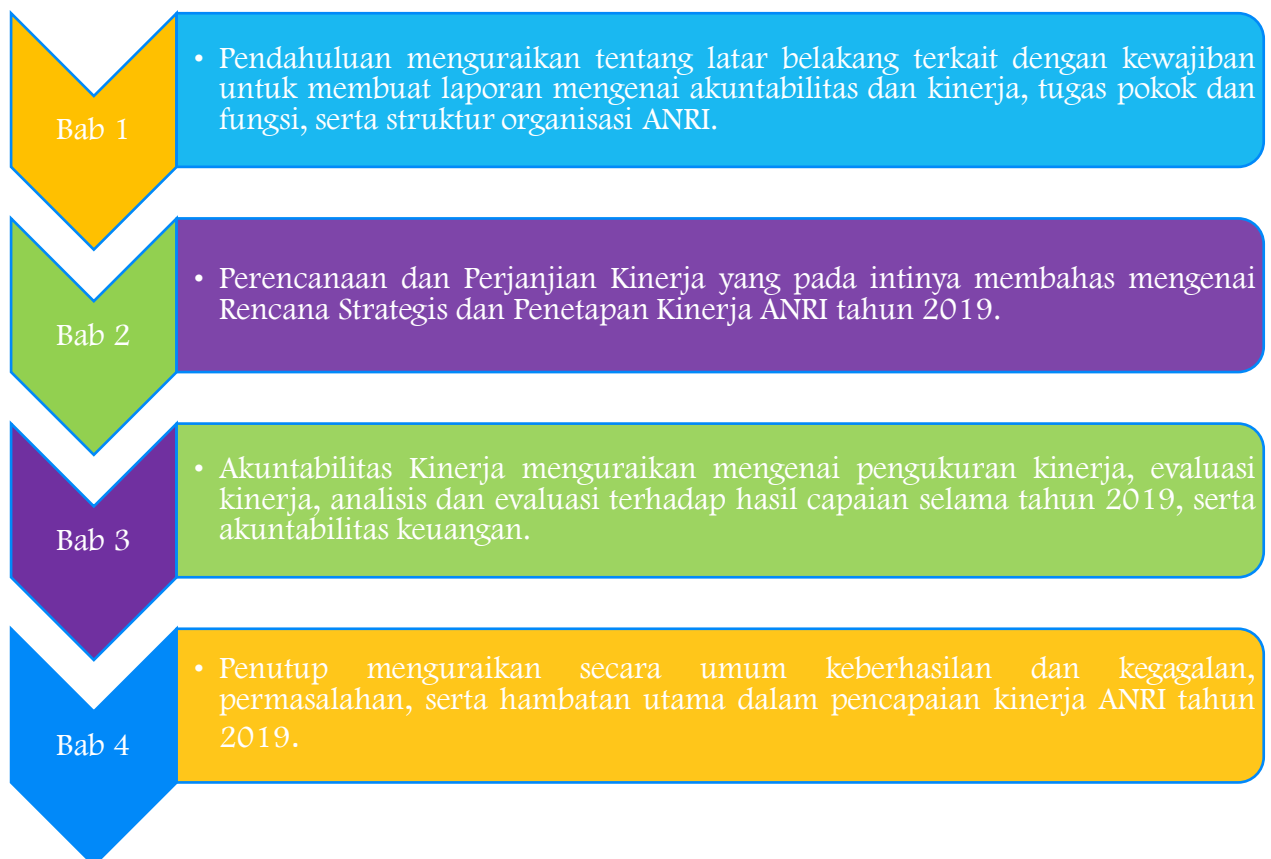 Bab 1
• Pendahuluan menguraikan tentang latar belakang terkait dengan kewajiban
untuk membuat laporan mengenai akuntabilitas dan kinerja, tugas pokok dan
fungsi, serta struktur organisasi ANRI.
Bab 2
• Perencanaan dan Perjanjian Kinerja yang pada intinya membahas mengenai
Rencana Strategis dan Penetapan Kinerja ANRI tahun 2019.
Bab 3
• Akuntabilitas Kinerja menguraikan mengenai pengukuran kinerja, evaluasi
kinerja, analisis dan evaluasi terhadap hasil capaian selama tahun 2019, serta
akuntabilitas keuangan.
Bab 4
• Penutup menguraikan secara umum keberhasilan dan kegagalan,
permasalahan, serta hambatan utama dalam pencapaian kinerja ANRI tahun
2019.